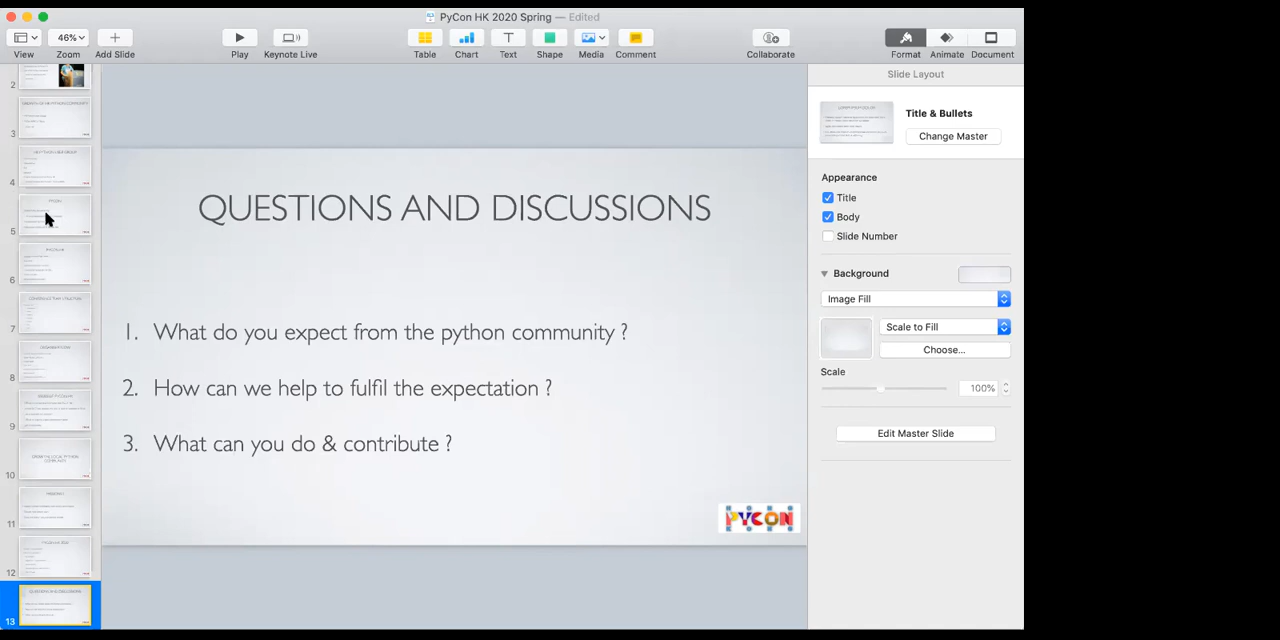 PyCon HK 2020 Spring — Edited
View
46%
Zoom
Add Slide
Play
Keynote Live
Table
Chart
Text
Shape
Media
Comment
Collaborate
Format
Animate
Document
Slide Layout
Title & Bullets
Change Master
Appearance
Title
Body
Slide Number
Background
Image Fill
Scale to Fill
Choose...
Scale
100%
Edit Master Slide
2
3
4
5
6
7
8
9
10
11
12
13
QUESTIONS AND DISCUSSIONS
1. What do you expect from the python community ?
2. How can we help to fulfil the expectation ?
3. What can you do & contribute ?
PYCON